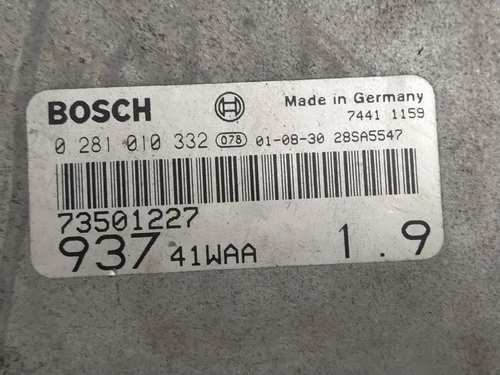 BOSCH Made in Germany
7441 1159
0 281 010 332 078 01-08-30 28SA5547
73501227
937 41WAA 1.9